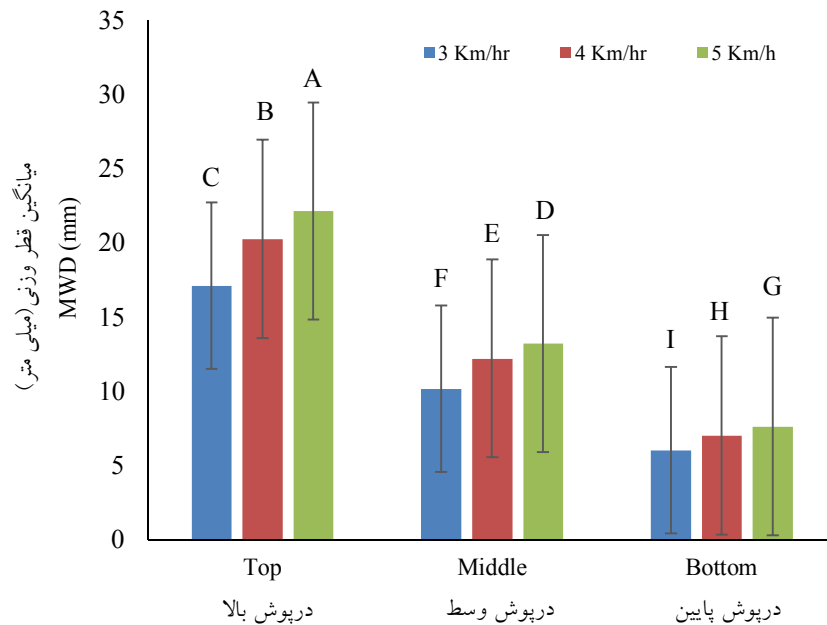 35
30
25
20
15
10
5
0
میانگین قطر وزنی(میلی متر)
MWD (mm)
3 Km/hr 4 Km/hr 5 Km/h
C B A
F E D
I H G
Top Middle Bottom
درپوش بالا درپوش وسط درپوش پایین